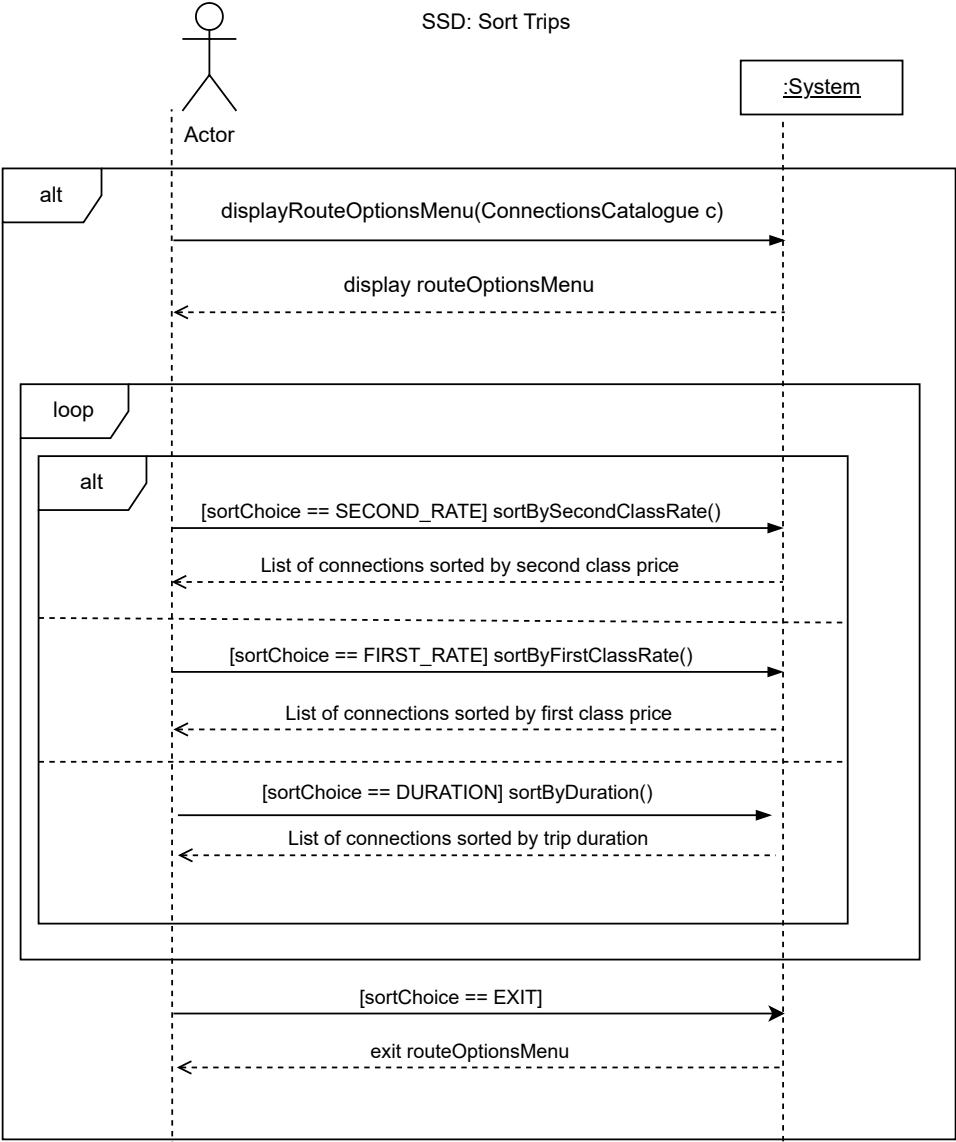 SSD: Sort Trips
:System
Actor
alt
displayRouteOptionsMenu(ConnectionsCatalogue c)
display routeOptionsMenu
loop
alt
[sortChoice == SECOND_RATE] sortBySecondClassRate()
List of connections sorted by second class price
[sortChoice == FIRST_RATE] sortByFirstClassRate()
List of connections sorted by first class price
[sortChoice == DURATION] sortByDuration()
List of connections sorted by trip duration
[sortChoice == EXIT]
exit routeOptionsMenu